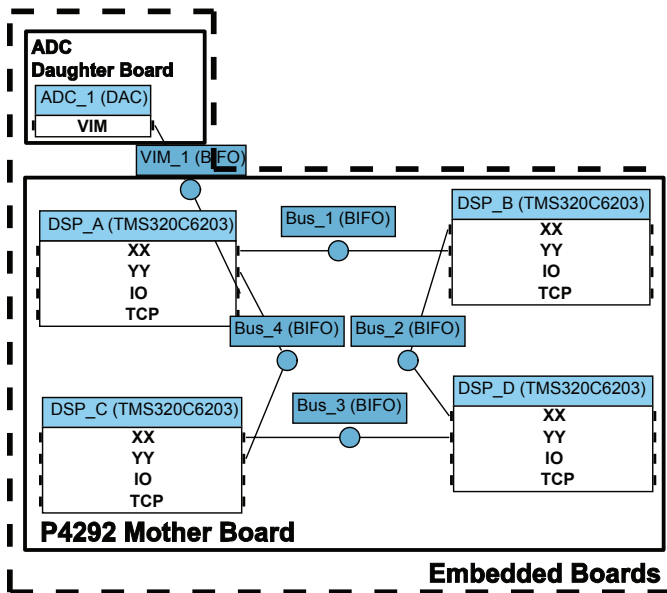 ADC
Daughter Board
ADC_1 (DAC)
VIM
VIM_1 (BIFO)
DSP_A (TMS320C6203)
XX
YY
IO
TCP
Bus_1 (BIFO)
DSP_B (TMS320C6203)
XX
YY
IO
TCP
Bus_4 (BIFO)
Bus_2 (BIFO)
DSP_C (TMS320C6203)
XX
YY
IO
TCP
Bus_3 (BIFO)
DSP_D (TMS320C6203)
XX
YY
IO
TCP
P4292 Mother Board
Embedded Boards